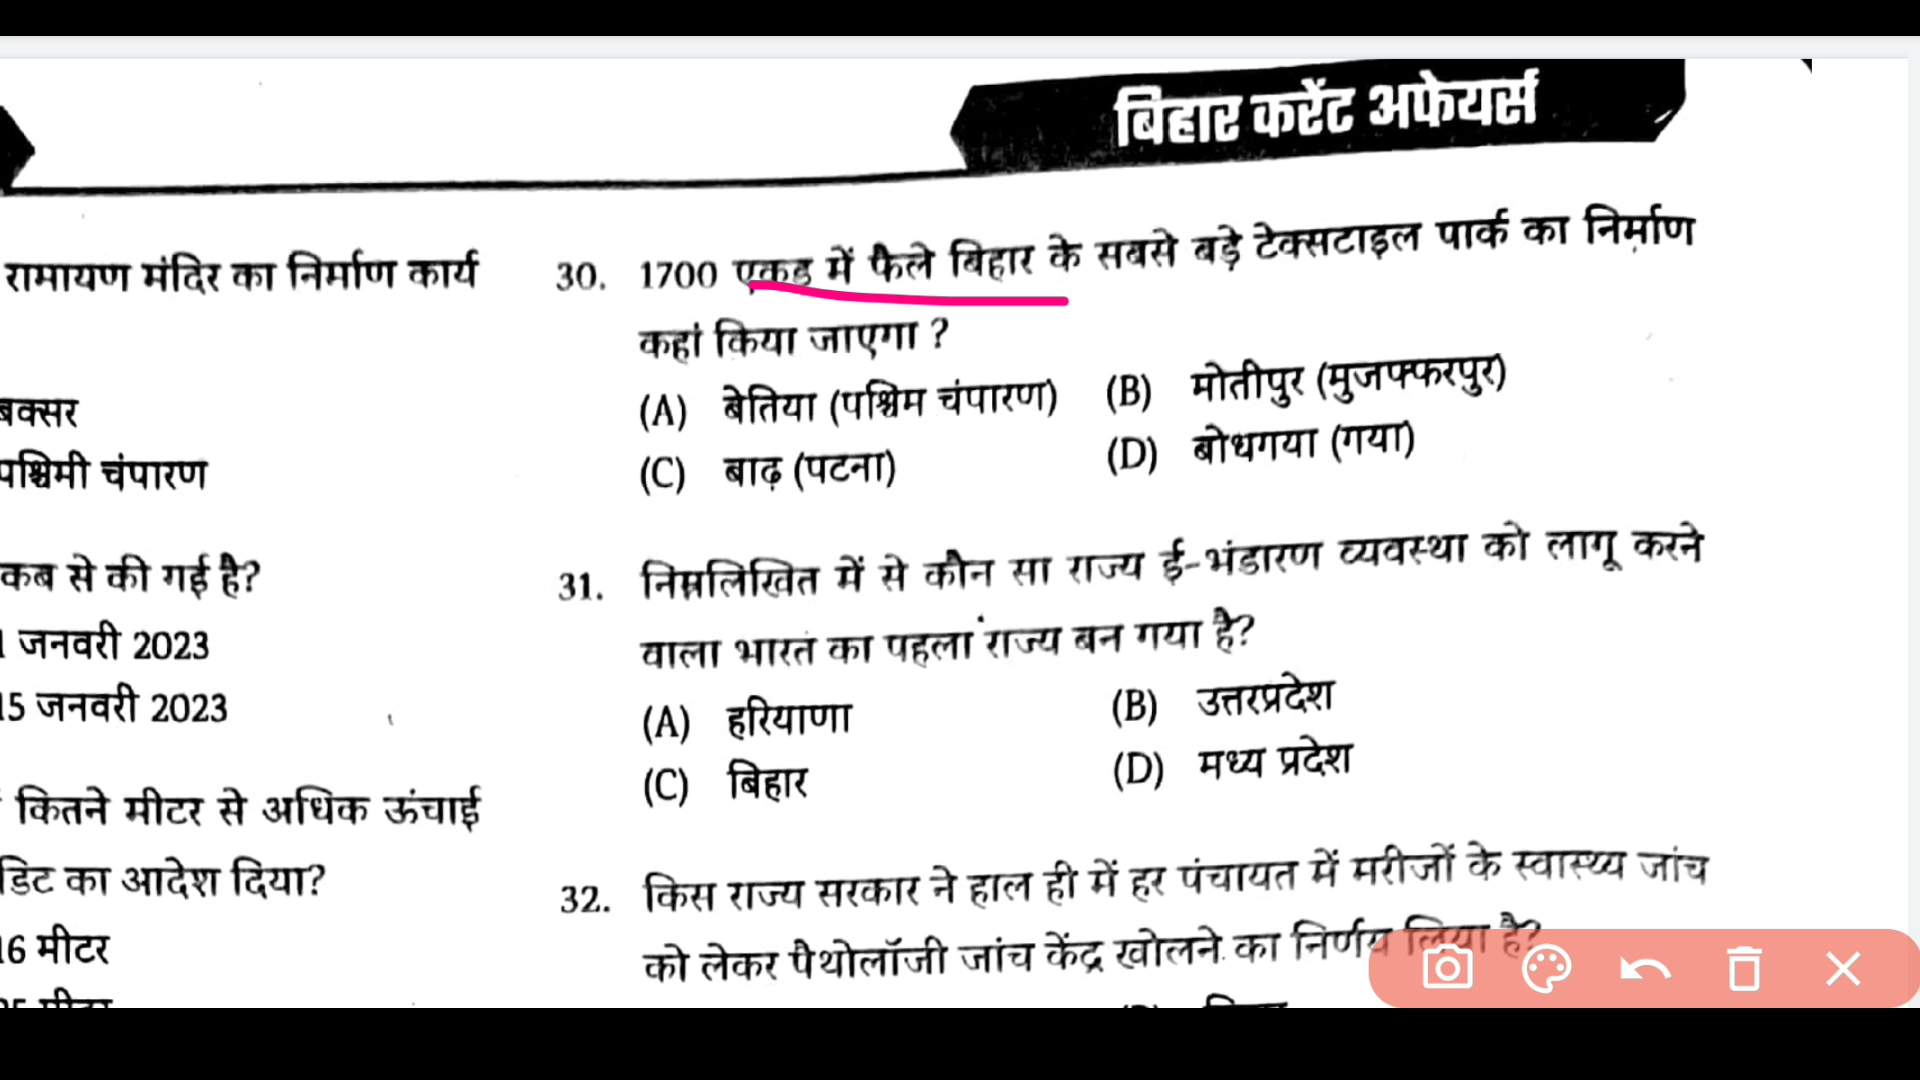 बिहार करेंट अफेयर्स
रामायण मंदिर का निर्माण कार्य
बक्सर
पश्चिमी चंपारण
कब से की गई है?
1 जनवरी 2023
15 जनवरी 2023
कितने मीटर से अधिक ऊंचाई
डिट का आदेश दिया?
16 मीटर
30. 1700 एकड में फैले बिहार के सबसे बड़े टेक्सटाइल पार्क का निर्माण
कहां किया जाएगा ?
(A) बेतिया (पश्चिम चंपारण) (B) मोतीपुर (मुजफ्फरपुर)
(C) बाढ़ (पटना) (D) बोधगया (गया)
31. निम्नलिखित में से कौन सा राज्य ई-भंडारण व्यवस्था को लागू करने
वाला भारत का पहला राज्य बन गया है?
(A) हरियाणा (B) उत्तरप्रदेश
(C) बिहार (D) मध्य प्रदेश
32. किस राज्य सरकार ने हाल ही में हर पंचायत में मरीजों के स्वास्थ्य जांच
को लेकर पैथोलॉजी जांच केंद्र खोलने का निर्णय लिया है?